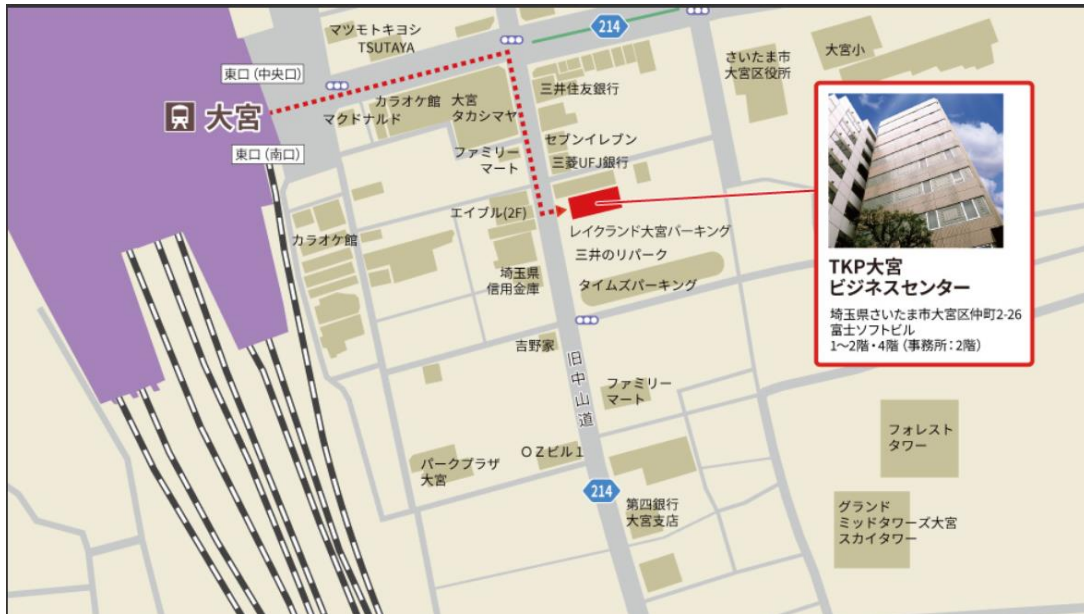 マツモトキヨシ
TSUTAYA
214
東口 (中央口)
さいたま市
大宮区役所
大宮小
大宮
カラオケ館
マクドナルド
大宮
タカシマヤ
三井住友銀行
東口 (南口)
ファミリー
マート
セブンイレブン
三菱UFJ銀行
エイブル(2F)
レイクランド大宮パーキング
カラオケ館
三井のリパーク
埼玉県
信用金庫
タイムズパーキング
TKP大宮
ビジネスセンター
埼玉県さいたま市大宮区仲町2-26
富士ソフトビル
1〜2階・4階 (事務所：2階)
吉野家
旧中山道
ファミリー
マート
フォレスト
タワー
OZビル1
パークプラザ
大宮
214
第四銀行
大宮支店
グランド
ミッドタワーズ大宮
スカイタワー